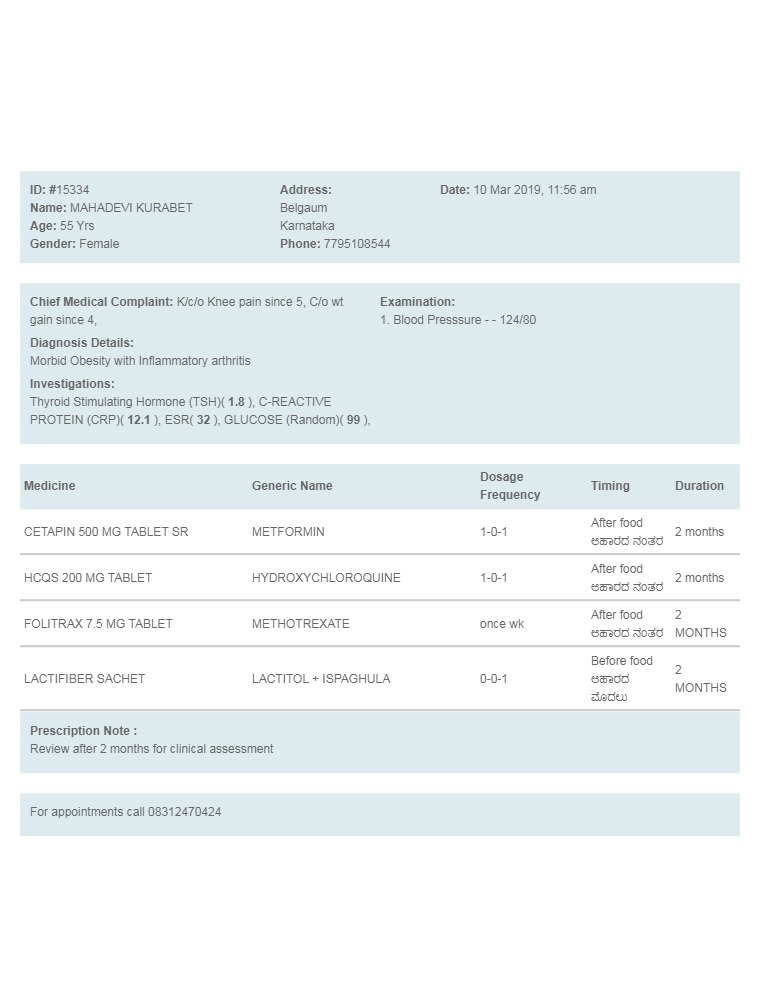 ID: #15334
Name: MAHADEVI KURABET
Age: 55 Yrs
Gender: Female
Address:
Belgaum
Karnataka
Phone: 7795108544
Date: 10 Mar 2019, 11:56 am
Chief Medical Complaint: K/c/o Knee pain since 5, C/o wt
gain since 4,
Diagnosis Details:
Morbid Obesity with Inflammatory arthritis
Investigations:
Thyroid Stimulating Hormone (TSH)( 1.8 ), C-REACTIVE
PROTEIN (CRP)( 12.1 ), ESR( 32 ), GLUCOSE (Random)( 99 ),
Examination:
1. Blood Presssure - - 124/80
Medicine Generic Name Dosage Frequency Timing Duration
CETAPIN 500 MG TABLET SR METFORMIN 1-0-1 After food ಆಹಾರದ ನಂತರ 2 months
HCQS 200 MG TABLET HYDROXYCHLOROQUINE 1-0-1 After food ಆಹಾರದ ನಂತರ 2 months
FOLITRAX 7.5 MG TABLET METHOTREXATE once wk After food ಆಹಾರದ ನಂತರ 2 MONTHS
LACTIFIBER SACHET LACTITOL + ISPAGHULA 0-0-1 Before food ಆಹಾರದ ಮೊದಲು 2 MONTHS
Prescription Note :
Review after 2 months for clinical assessment
For appointments call 08312470424